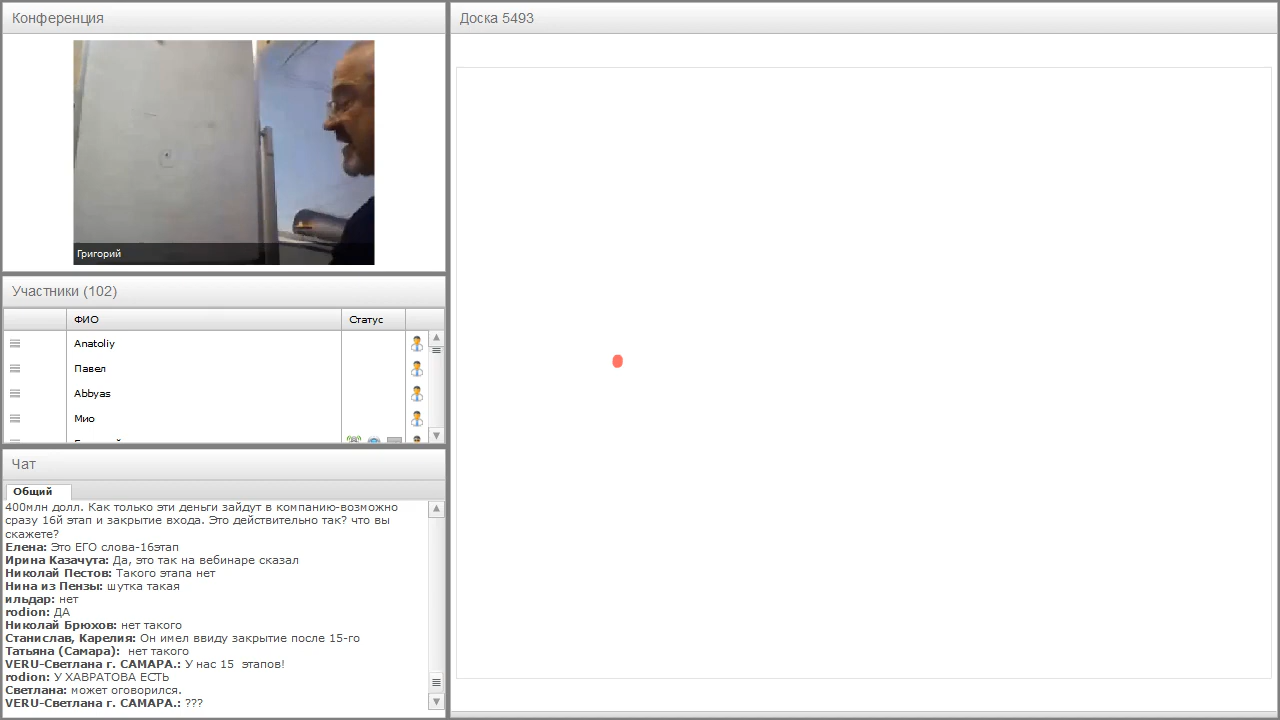 Конференция
Григорий
Участники (102)
ФИО
Статус
Anatoliy
Павел
Abbyas
Мио
Чат
Общий
400млн долл. Как только эти деньги зайдут в компанию-возможно
сразу 16й этап и закрытие входа. Это действительно так? что вы
скажете?
Елена: Это ЕГО слова-16этап
Ирина Казачута: Да, это так на вебинаре сказал
Николай Пестов: Такого этапа нет
Нина из Пензы: шутка такая
ильдар: нет
rodion: ДА
Николай Брюхов: нет такого
Станислав, Карелия: Он имел ввиду закрытие после 15-го
Татьяна (Самара): нет такого
VERU-Светлана г. САМАРА.: У нас 15 этапов!
rodion: У ХАВРАТОВА ЕСТЬ
Светлана: может оговорился.
VERU-Светлана г. САМАРА.: ???
Доска 5493